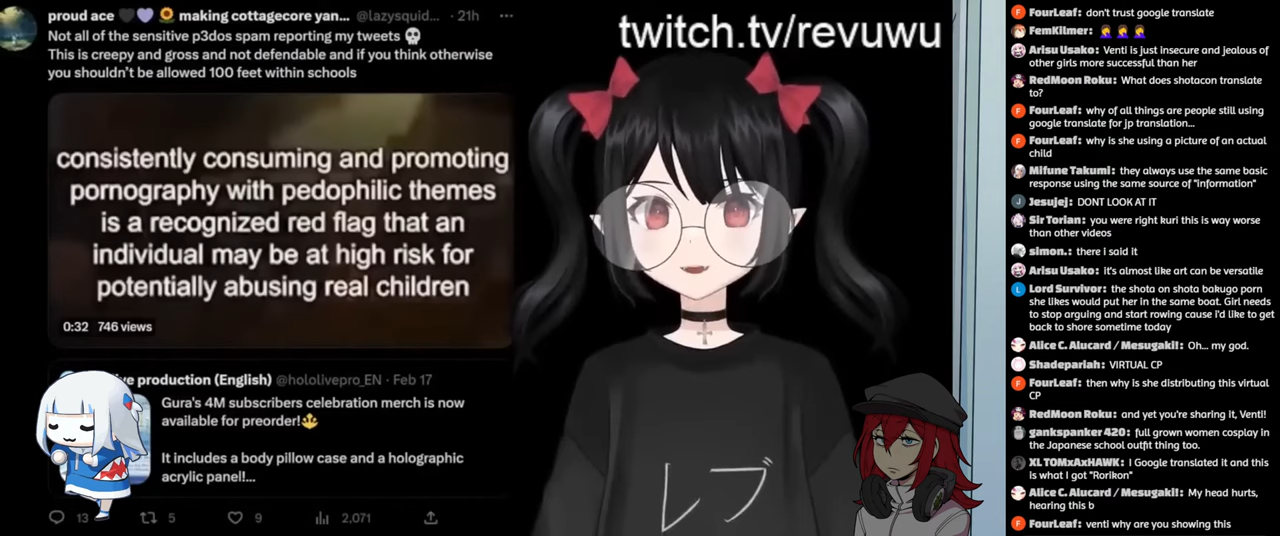 proud ace 🖤💜 🌻 making cottagecore yan... @lazysquid... · 21h ...
Not all of the sensitive p3dos spam reporting my tweets 💀
This is creepy and gross and not defendable and if you think otherwise
you shouldn't be allowed 100 feet within schools
consistently consuming and promoting
pornography with pedophilic themes
is a recognized red flag that an
individual may be at high risk for
potentially abusing real children
0:32 746 views
ve production (English) @hololivepro_EN · Feb 17
Gura's 4M subscribers celebration merch is now
available for preorder!🔱
It includes a body pillow case and a holographic
acrylic panel!...
13 5 9 2,071
twitch.tv/revuwu
レブ
FourLeaf: don't trust google translate
FemKilmer: 🤦‍♀️🤦‍♀️🤦‍♀️
Arisu Usako: Venti is just insecure and jealous of
other girls more successful than her
RedMoon Roku: What does shotacon translate
to?
FourLeaf: why of all things are people still using
google translate for jp translation...
FourLeaf: why is she using a picture of an actual
child
Mifune Takumi: they always use the same basic
response using the same source of "information"
Jesujej: DONT LOOK AT IT
Sir Torian: you were right kuri this is way worse
than other videos
simon.: there i said it
Arisu Usako: it's almost like art can be versatile
Lord Survivor: the shota on shota bakugo porn
she likes would put her in the same boat. Girl needs
to stop arguing and start rowing cause i'd like to get
back to shore sometime today
Alice C. Alucard / Mesugaki!: Oh... my god.
Shadepariah: VIRTUAL CP
FourLeaf: then why is she distributing this virtual
CP
RedMoon Roku: and yet you're sharing it, Venti!
gankspanker 420: full grown women cosplay in
the Japanese school outfit thing too.
XL TOMxAxHAWK: I Google translated it and this
is what I got "Rorikon"
Alice C. Alucard / Mesugaki!: My head hurts,
hearing this b
FourLeaf: venti why are you showing this